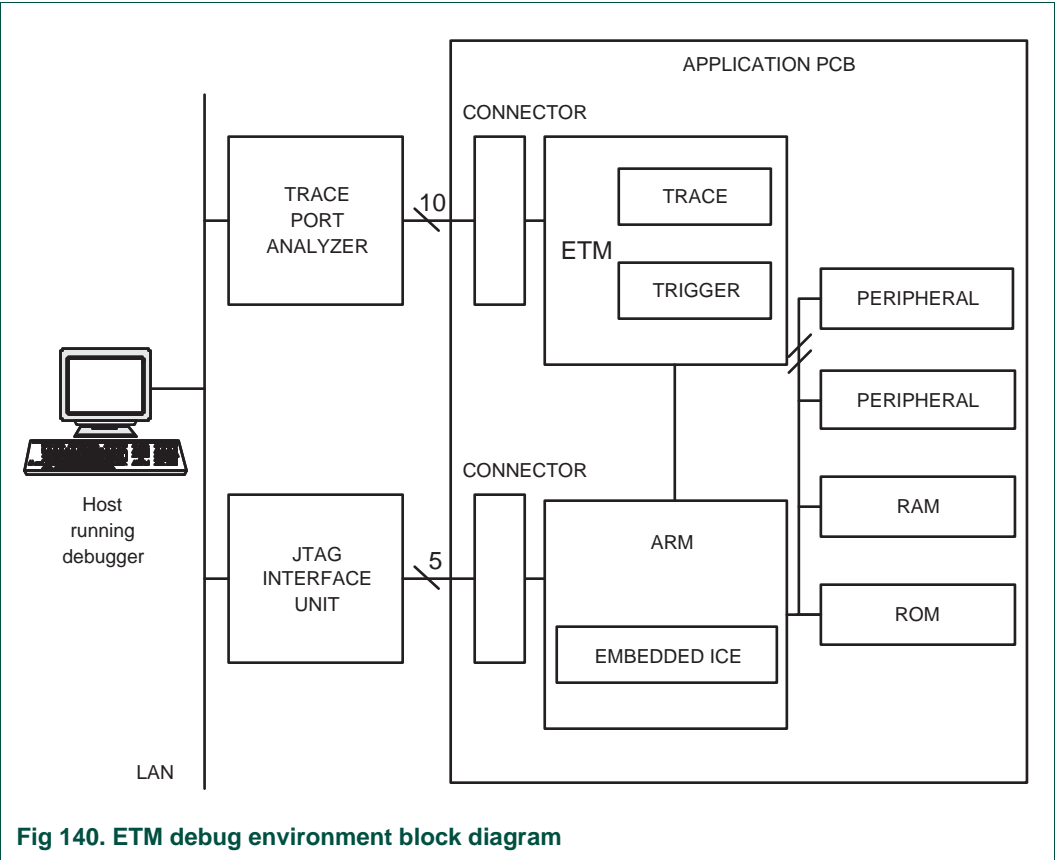 APPLICATION PCB
CONNECTOR
TRACE
PORT
ANALYZER
10
TRACE
ETM
TRIGGER
PERIPHERAL
PERIPHERAL
Host
running
debugger
CONNECTOR
JTAG
INTERFACE
UNIT
5
ARM
EMBEDDED ICE
RAM
ROM
LAN
Fig 140. ETM debug environment block diagram